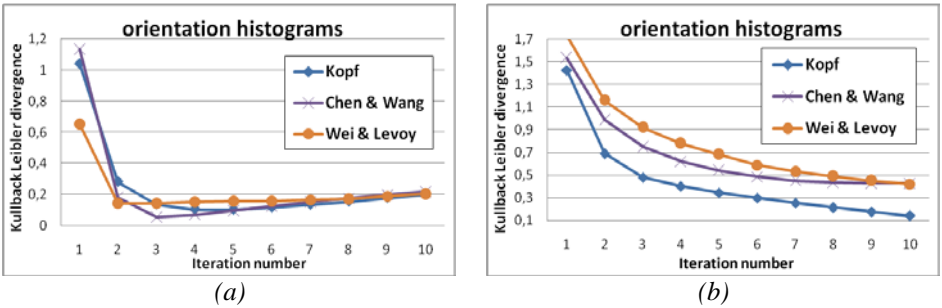 orientation histograms
Kullback Leibler divergence
1,2
1
0,8
0,6
0,4
0,2
0
Kopf
Chen & Wang
Wei & Levoy
1 2 3 4 5 6 7 8 9 10
Iteration number
(a)
orientation histograms
Kullback Leibler divergence
1,7
1,5
1,3
1,1
0,9
0,7
0,5
0,3
0,1
Kopf
Chen & Wang
Wei & Levoy
1 2 3 4 5 6 7 8 9 10
Iteration number
(b)